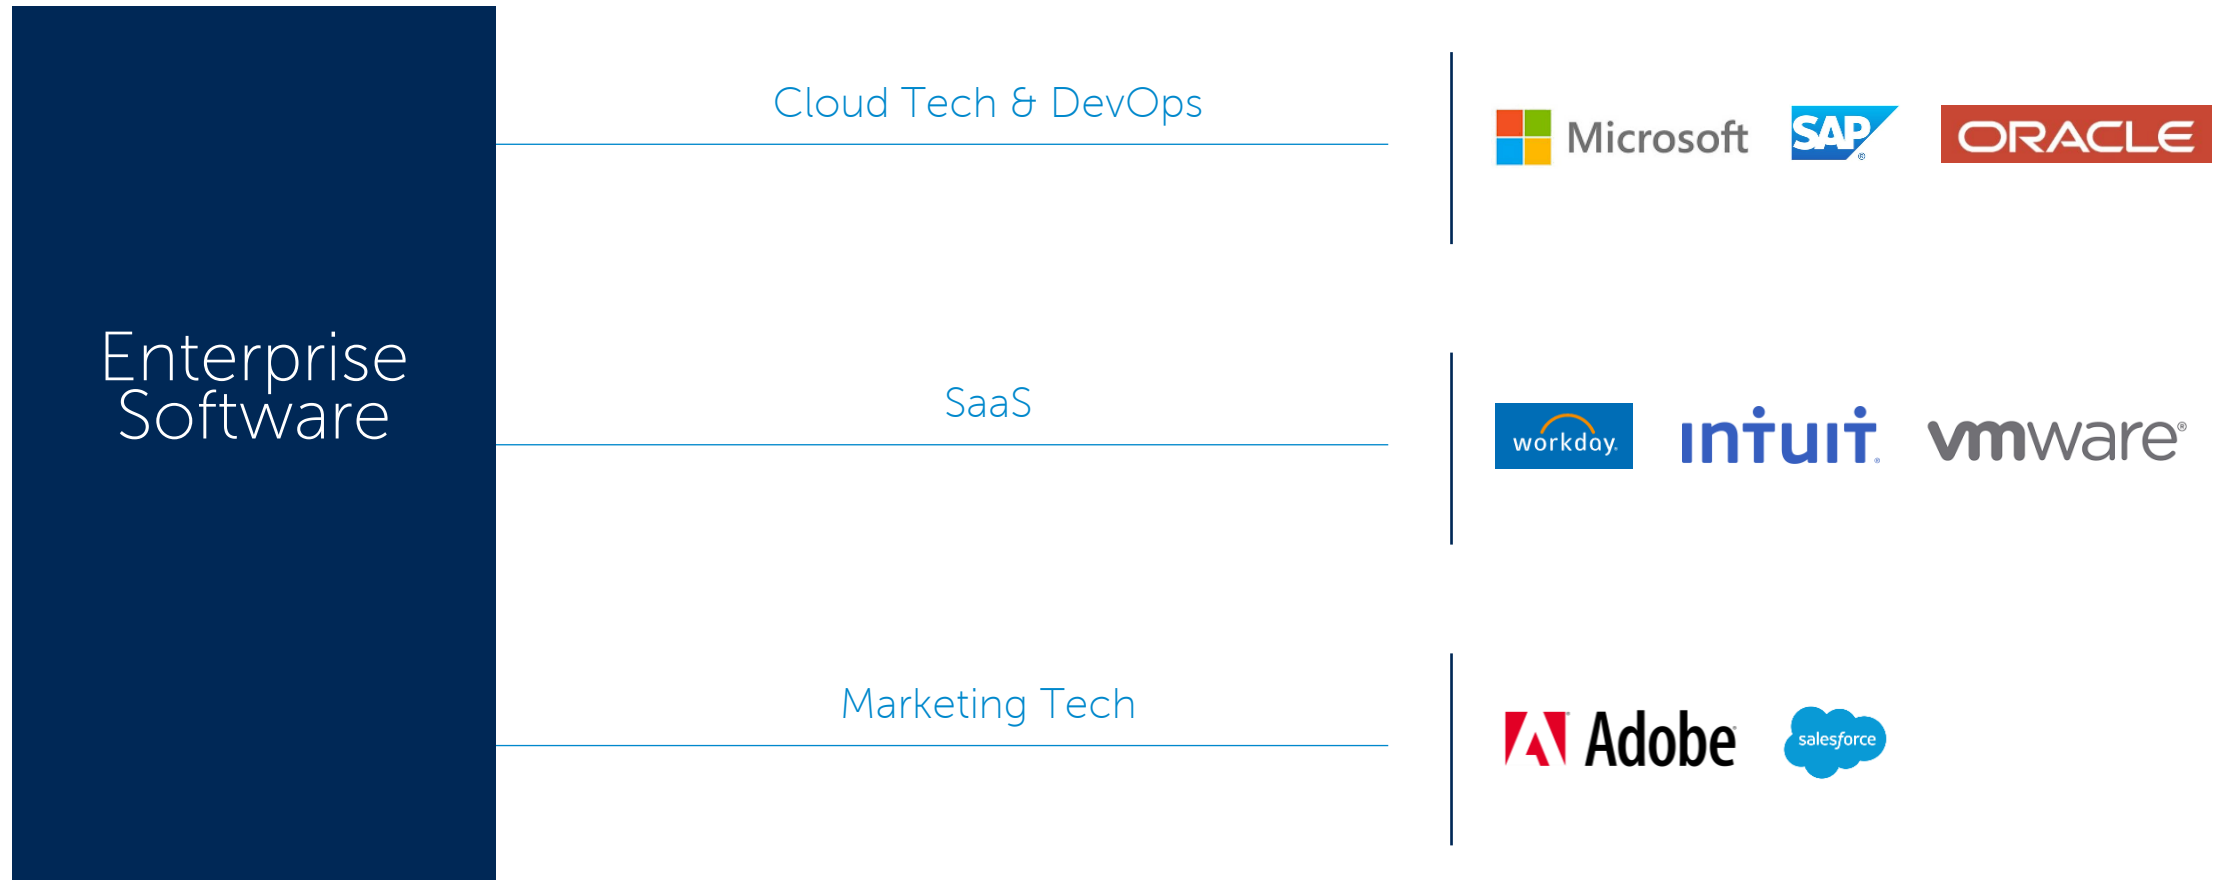 Enterprise
Software
Cloud Tech & DevOps
Microsoft
SAP®
ORACLE
SaaS
workday.
intuit®
vmware®
Marketing Tech
Adobe
salesforce